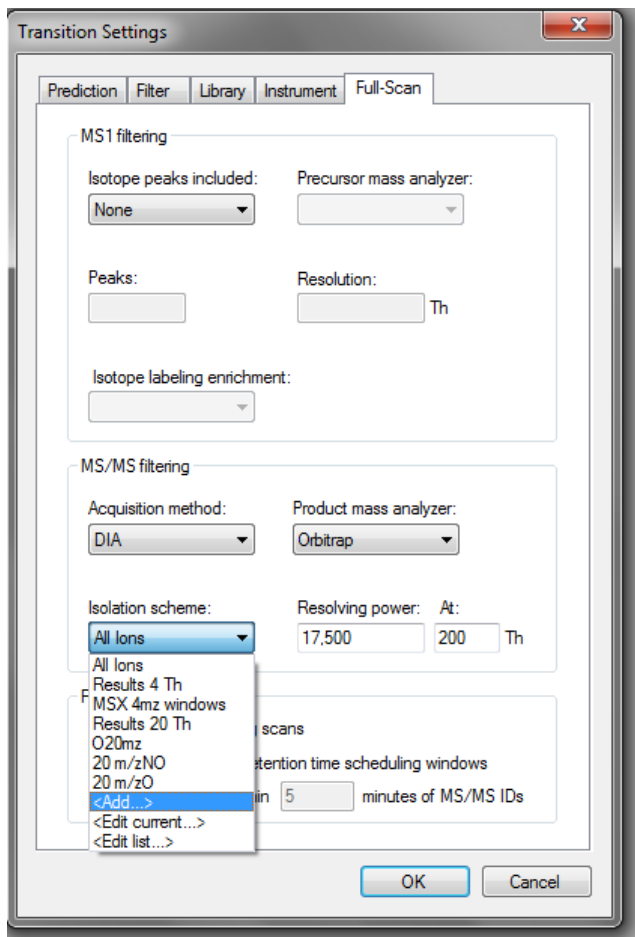 Transition Settings
Prediction Filter Library Instrument Full-Scan
MS1 filtering
Isotope peaks included: Precursor mass analyzer:
None
Peaks: Resolution:
Th
Isotope labeling enrichment:
MS/MS filtering
Acquisition method: Product mass analyzer:
DIA Orbitrap
Isolation scheme: Resolving power: At:
All Ions 17,500 200 Th
All Ions
Results 4 Th
MSX 4mz windows
Results 20 Th scans
O20mz
20 m/zNO etention time scheduling windows
20 m/zO
<Add...> in 5 minutes of MS/MS IDs
<Edit current...>
<Edit list...>
OK Cancel